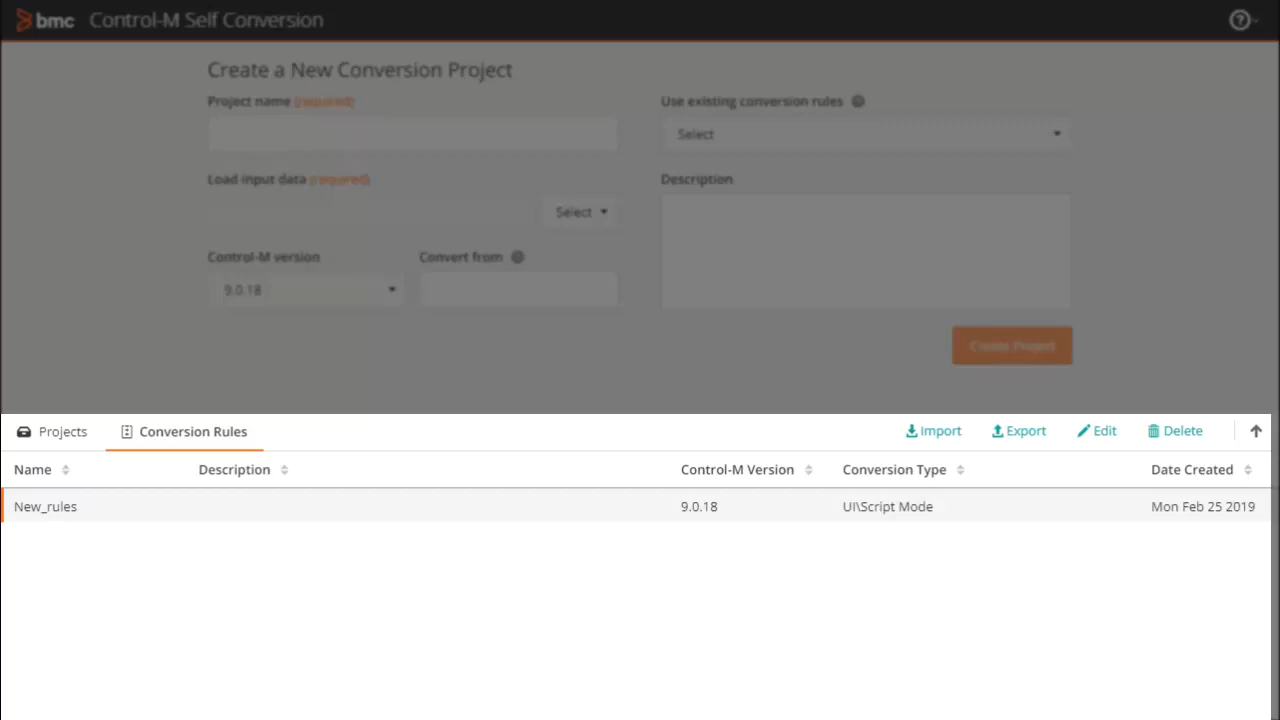 bmc Control-M Self Conversion
Create a New Conversion Project
Project name (required)
Use existing conversion rules
Select
Load input data (required)
Description
Select
Control-M version
Convert from
9.0.18
Create Project
Projects
Conversion Rules
Import
Export
Edit
Delete
Name Description Control-M Version Conversion Type Date Created
New_rules 9.0.18 UI\Script Mode Mon Feb 25 2019